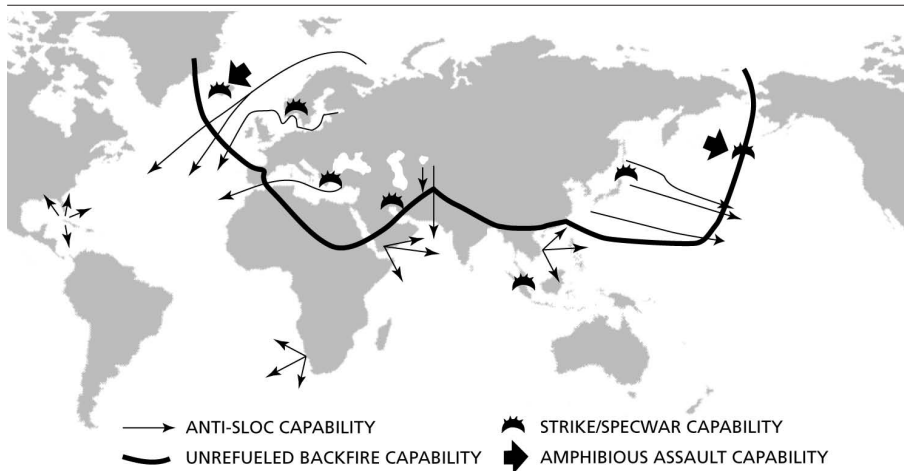 ANTI-SLOC CAPABILITY
STRIKE/SPECWAR CAPABILITY
UNREFUELED BACKFIRE CAPABILITY
AMPHIBIOUS ASSAULT CAPABILITY